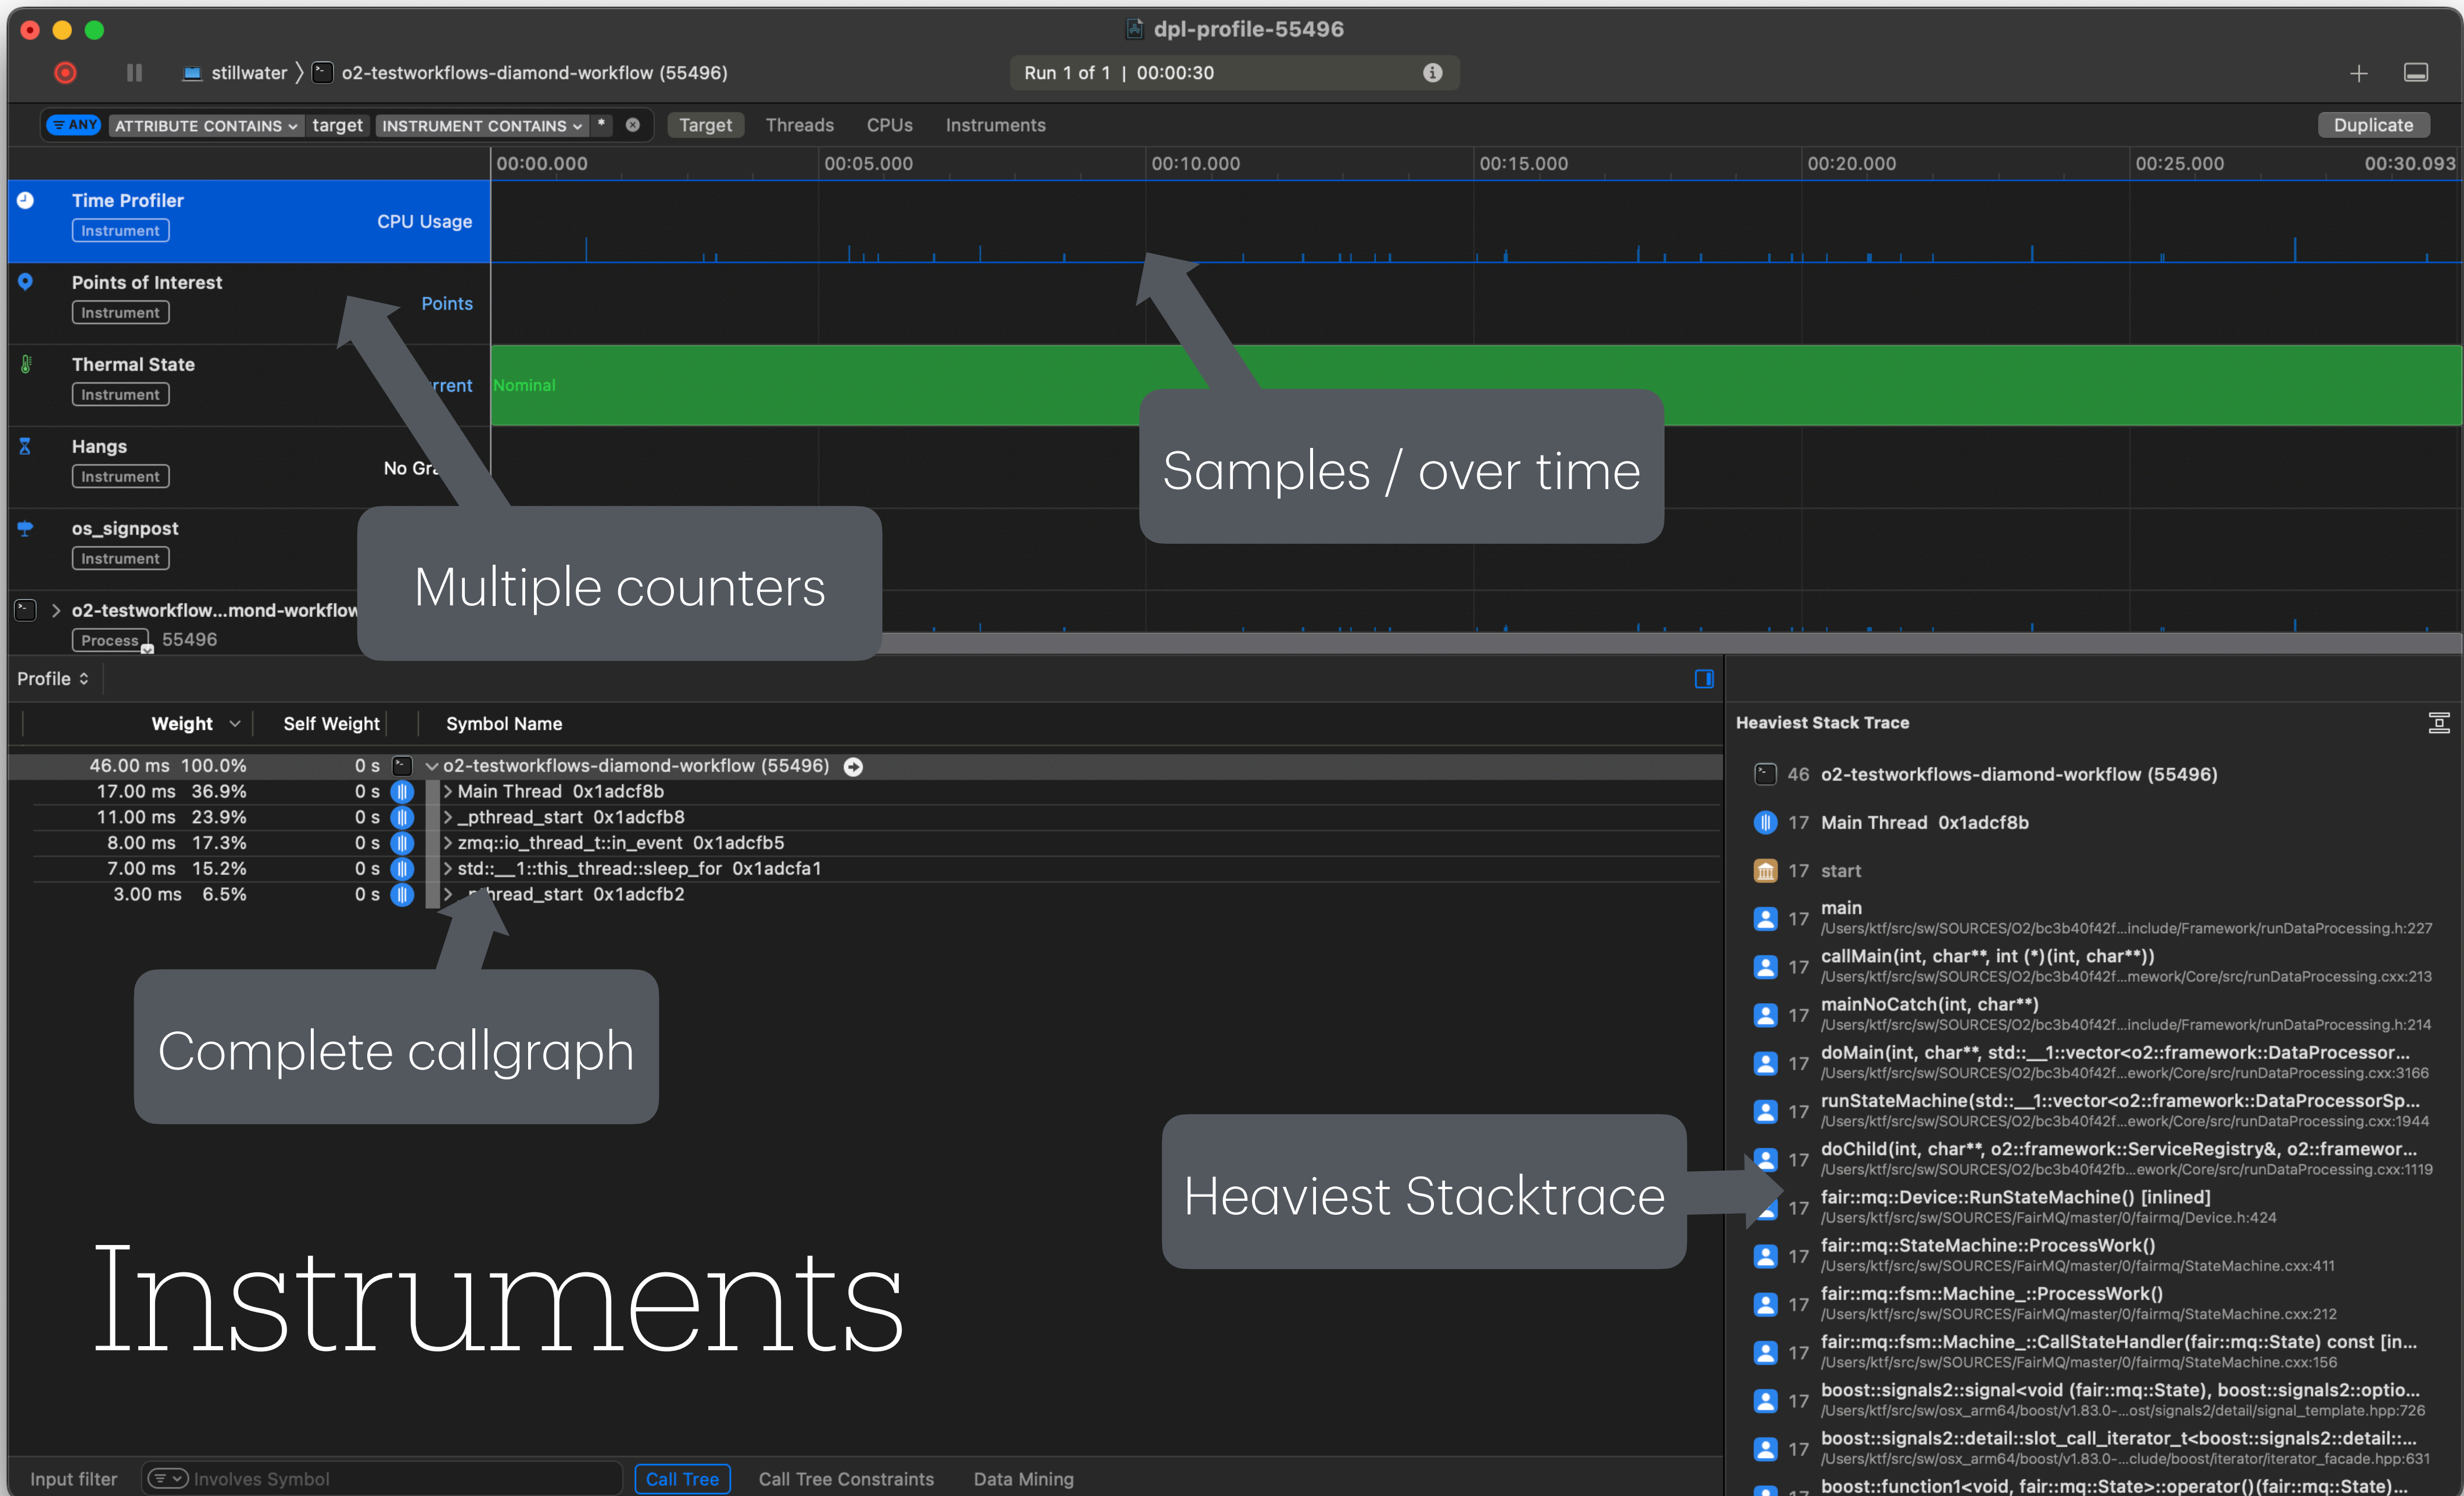 dpl-profile-55496
stillwater 〉 o2-testworkflows-diamond-workflow (55496)
Run 1 of 1 | 00:00:30
ANY ATTRIBUTE CONTAINS target INSTRUMENT CONTAINS * Target Threads CPUs Instruments Duplicate
00:00.000 00:05.000 00:10.000 00:15.000 00:20.000 00:25.000 00:30.093
Time Profiler
Instrument
CPU Usage
Points of Interest
Instrument
Points
Thermal State
Instrument
rrent
Nominal
Hangs
Instrument
No Gra
os_signpost
Instrument
o2-testworkflow...mond-workflow
Process 55496
Samples / over time
Multiple counters
Profile
Weight Self Weight Symbol Name
46.00 ms 100.0% 0 s o2-testworkflows-diamond-workflow (55496)
17.00 ms 36.9% 0 s Main Thread 0x1adcf8b
11.00 ms 23.9% 0 s _pthread_start 0x1adcfb8
8.00 ms 17.3% 0 s zmq::io_thread_t::in_event 0x1adcfb5
7.00 ms 15.2% 0 s std::__1::this_thread::sleep_for 0x1adcfa1
3.00 ms 6.5% 0 s _pthread_start 0x1adcfb2
Complete callgraph
Heaviest Stacktrace
Instruments
Heaviest Stack Trace
46 o2-testworkflows-diamond-workflow (55496)
17 Main Thread 0x1adcf8b
17 start
17 main
/Users/ktf/src/sw/SOURCES/O2/bc3b40f42f...include/Framework/runDataProcessing.h:227
17 callMain(int, char**, int (*)(int, char**))
/Users/ktf/src/sw/SOURCES/O2/bc3b40f42f...mework/Core/src/runDataProcessing.cxx:213
17 mainNoCatch(int, char**)
/Users/ktf/src/sw/SOURCES/O2/bc3b40f42f...include/Framework/runDataProcessing.h:214
17 doMain(int, char**, std::__1::vector<o2::framework::DataProcessor...
/Users/ktf/src/sw/SOURCES/O2/bc3b40f42f...ework/Core/src/runDataProcessing.cxx:3166
17 runStateMachine(std::__1::vector<o2::framework::DataProcessorSp...
/Users/ktf/src/sw/SOURCES/O2/bc3b40f42f...ework/Core/src/runDataProcessing.cxx:1944
17 doChild(int, char**, o2::framework::ServiceRegistry&, o2::framewor...
/Users/ktf/src/sw/SOURCES/O2/bc3b40f42fb...ework/Core/src/runDataProcessing.cxx:1119
17 fair::mq::Device::RunStateMachine() [inlined]
/Users/ktf/src/sw/SOURCES/FairMQ/master/0/fairmq/Device.h:424
17 fair::mq::StateMachine::ProcessWork()
/Users/ktf/src/sw/SOURCES/FairMQ/master/0/fairmq/StateMachine.cxx:411
17 fair::mq::fsm::Machine_::ProcessWork()
/Users/ktf/src/sw/SOURCES/FairMQ/master/0/fairmq/StateMachine.cxx:212
17 fair::mq::fsm::Machine_::CallStateHandler(fair::mq::State) const [in...
/Users/ktf/src/sw/SOURCES/FairMQ/master/0/fairmq/StateMachine.cxx:156
17 boost::signals2::signal<void (fair::mq::State), boost::signals2::optio...
/Users/ktf/src/sw/osx_arm64/boost/v1.83.0-...ost/signals2/detail/signal_template.hpp:726
17 boost::signals2::detail::slot_call_iterator_t<boost::signals2::detail::...
/Users/ktf/src/sw/osx_arm64/boost/v1.83.0-...clude/boost/iterator/iterator_facade.hpp:631
17 boost::function1<void, fair::mq::State>::operator()(fair::mq::State)...
Input filter Involves Symbol Call Tree Call Tree Constraints Data Mining